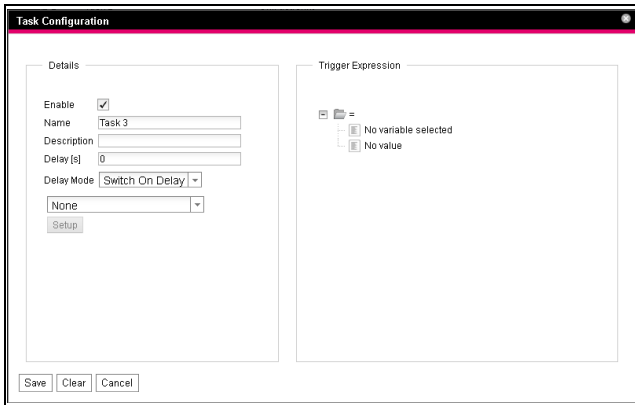 Task Configuration
Details
Enable
Name Task 3
Description
Delay [s] 0
Delay Mode Switch On Delay
None
Setup
Trigger Expression
=
No variable selected
No value
Save Clear Cancel